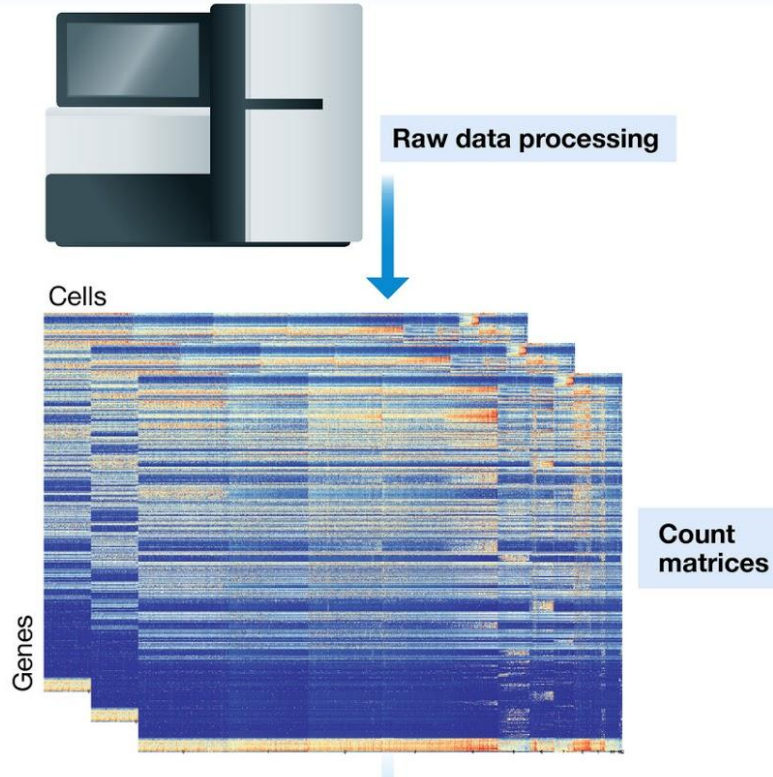 Raw data processing
Cells
Genes
Count
matrices